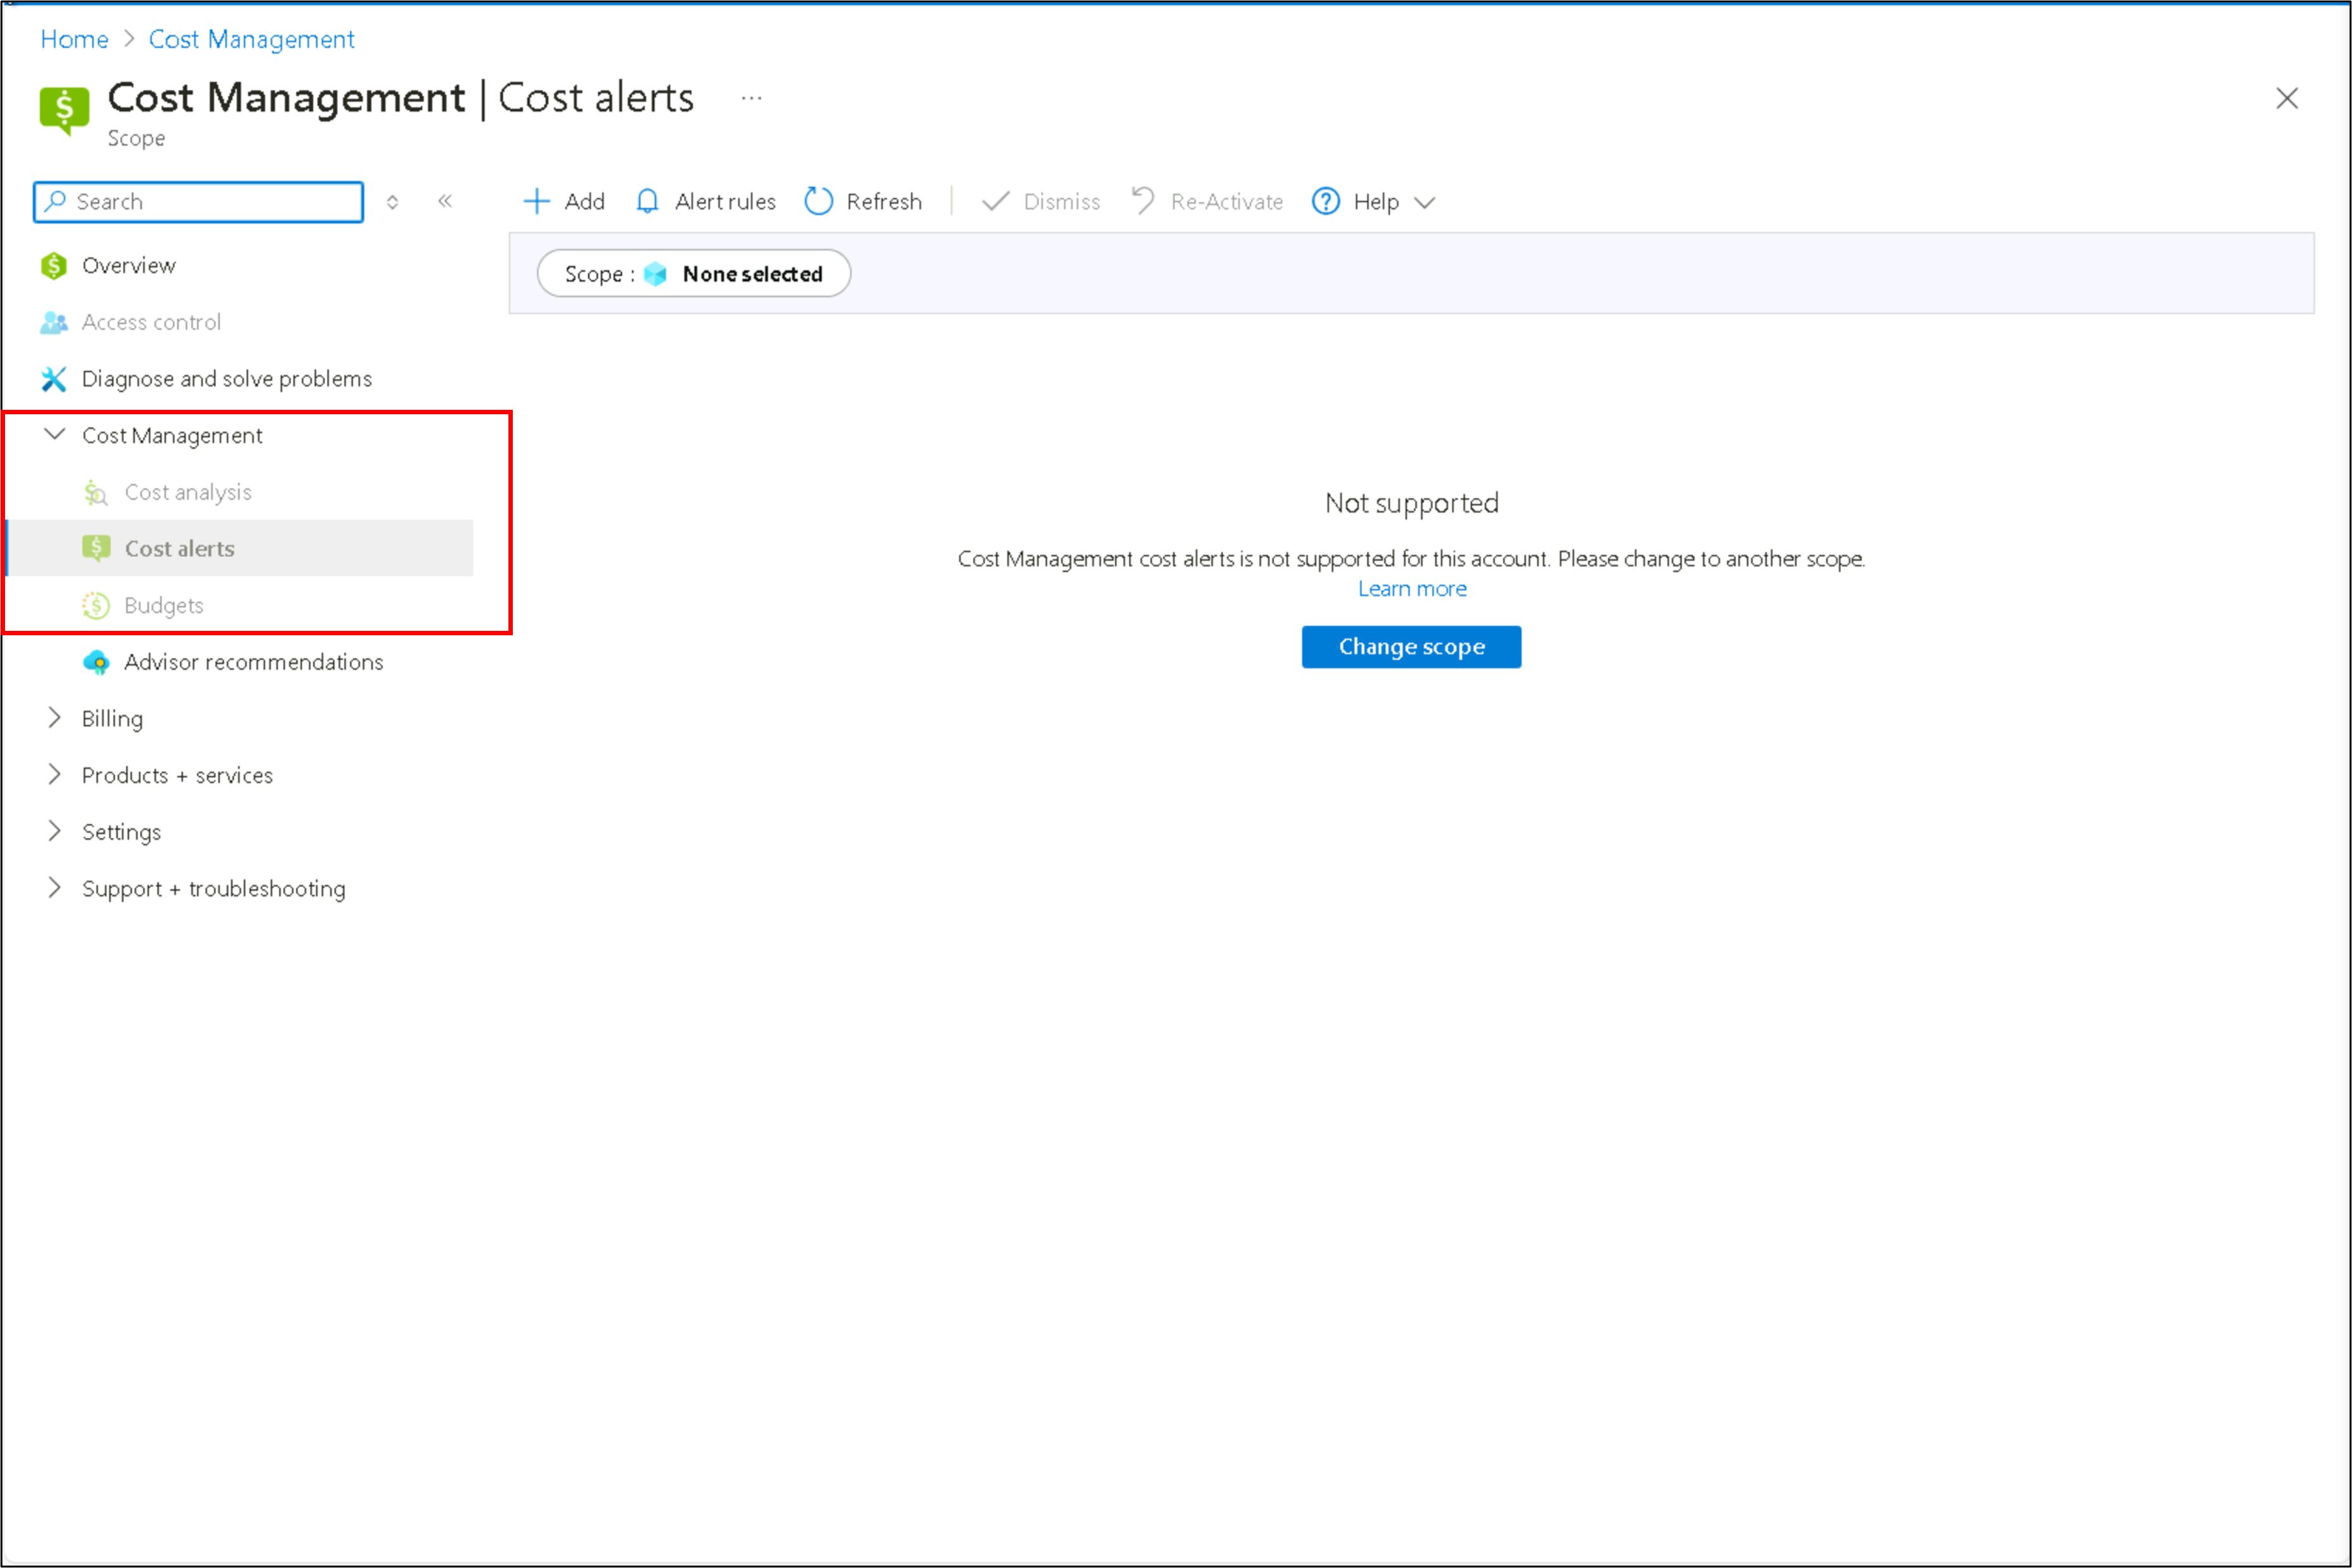 Home > Cost Management
Cost Management | Cost alerts ...
Scope
Search
Add Alert rules Refresh Dismiss Re-Activate Help
Overview
Scope : None selected
Access control
Diagnose and solve problems
Cost Management
Cost analysis
Cost alerts
Budgets
Advisor recommendations
Billing
Products + services
Settings
Support + troubleshooting
Not supported
Cost Management cost alerts is not supported for this account. Please change to another scope.
Learn more
Change scope